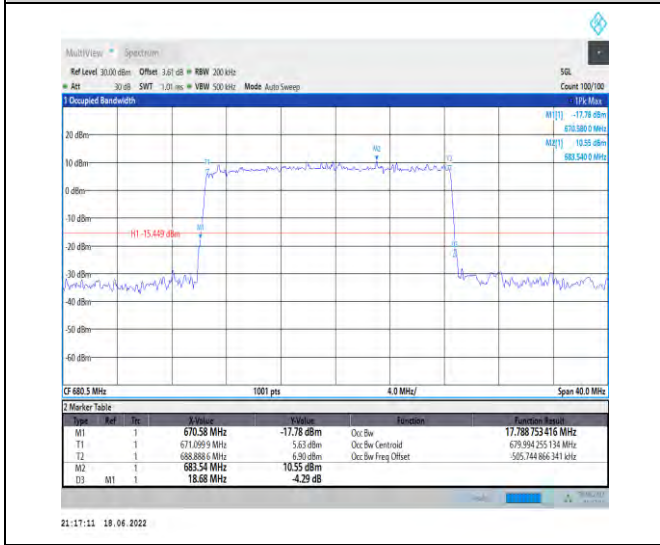 MultiView Spectrum
Ref Level 30.00 dBm Offset 3.61 dB RBW 200 kHz SGL
Att 30 dB SWT 1.01 ms VBW 500 kHz Mode Auto Sweep Count 100/100
1 Occupied Bandwidth 1Pk Max
M1[1] -17.78 dBm
670.580 0 MHz
M2[1] 10.55 dBm
683.540 0 MHz
20 dBm
M2
10 dBm
T1 T2
0 dBm
-10 dBm
M1
H1 -15.449 dBm
-20 dBm
-30 dBm
-40 dBm
-50 dBm
-60 dBm
CF 680.5 MHz 1001 pts 4.0 MHz/ Span 40.0 MHz
2 Marker Table
Type Ref Trc X-Value Y-Value Function Function Result
M1 1 670.58 MHz -17.78 dBm Occ Bw 17.788 753 416 MHz
T1 1 671.099 9 MHz 5.63 dBm Occ Bw Centroid 679.994 255 134 MHz
T2 1 688.888 6 MHz 6.90 dBm Occ Bw Freq Offset -505.744 866 341 kHz
M2 1 683.54 MHz 10.55 dBm
D3 M1 1 18.68 MHz -4.29 dB
21:17:11 18.06.2022